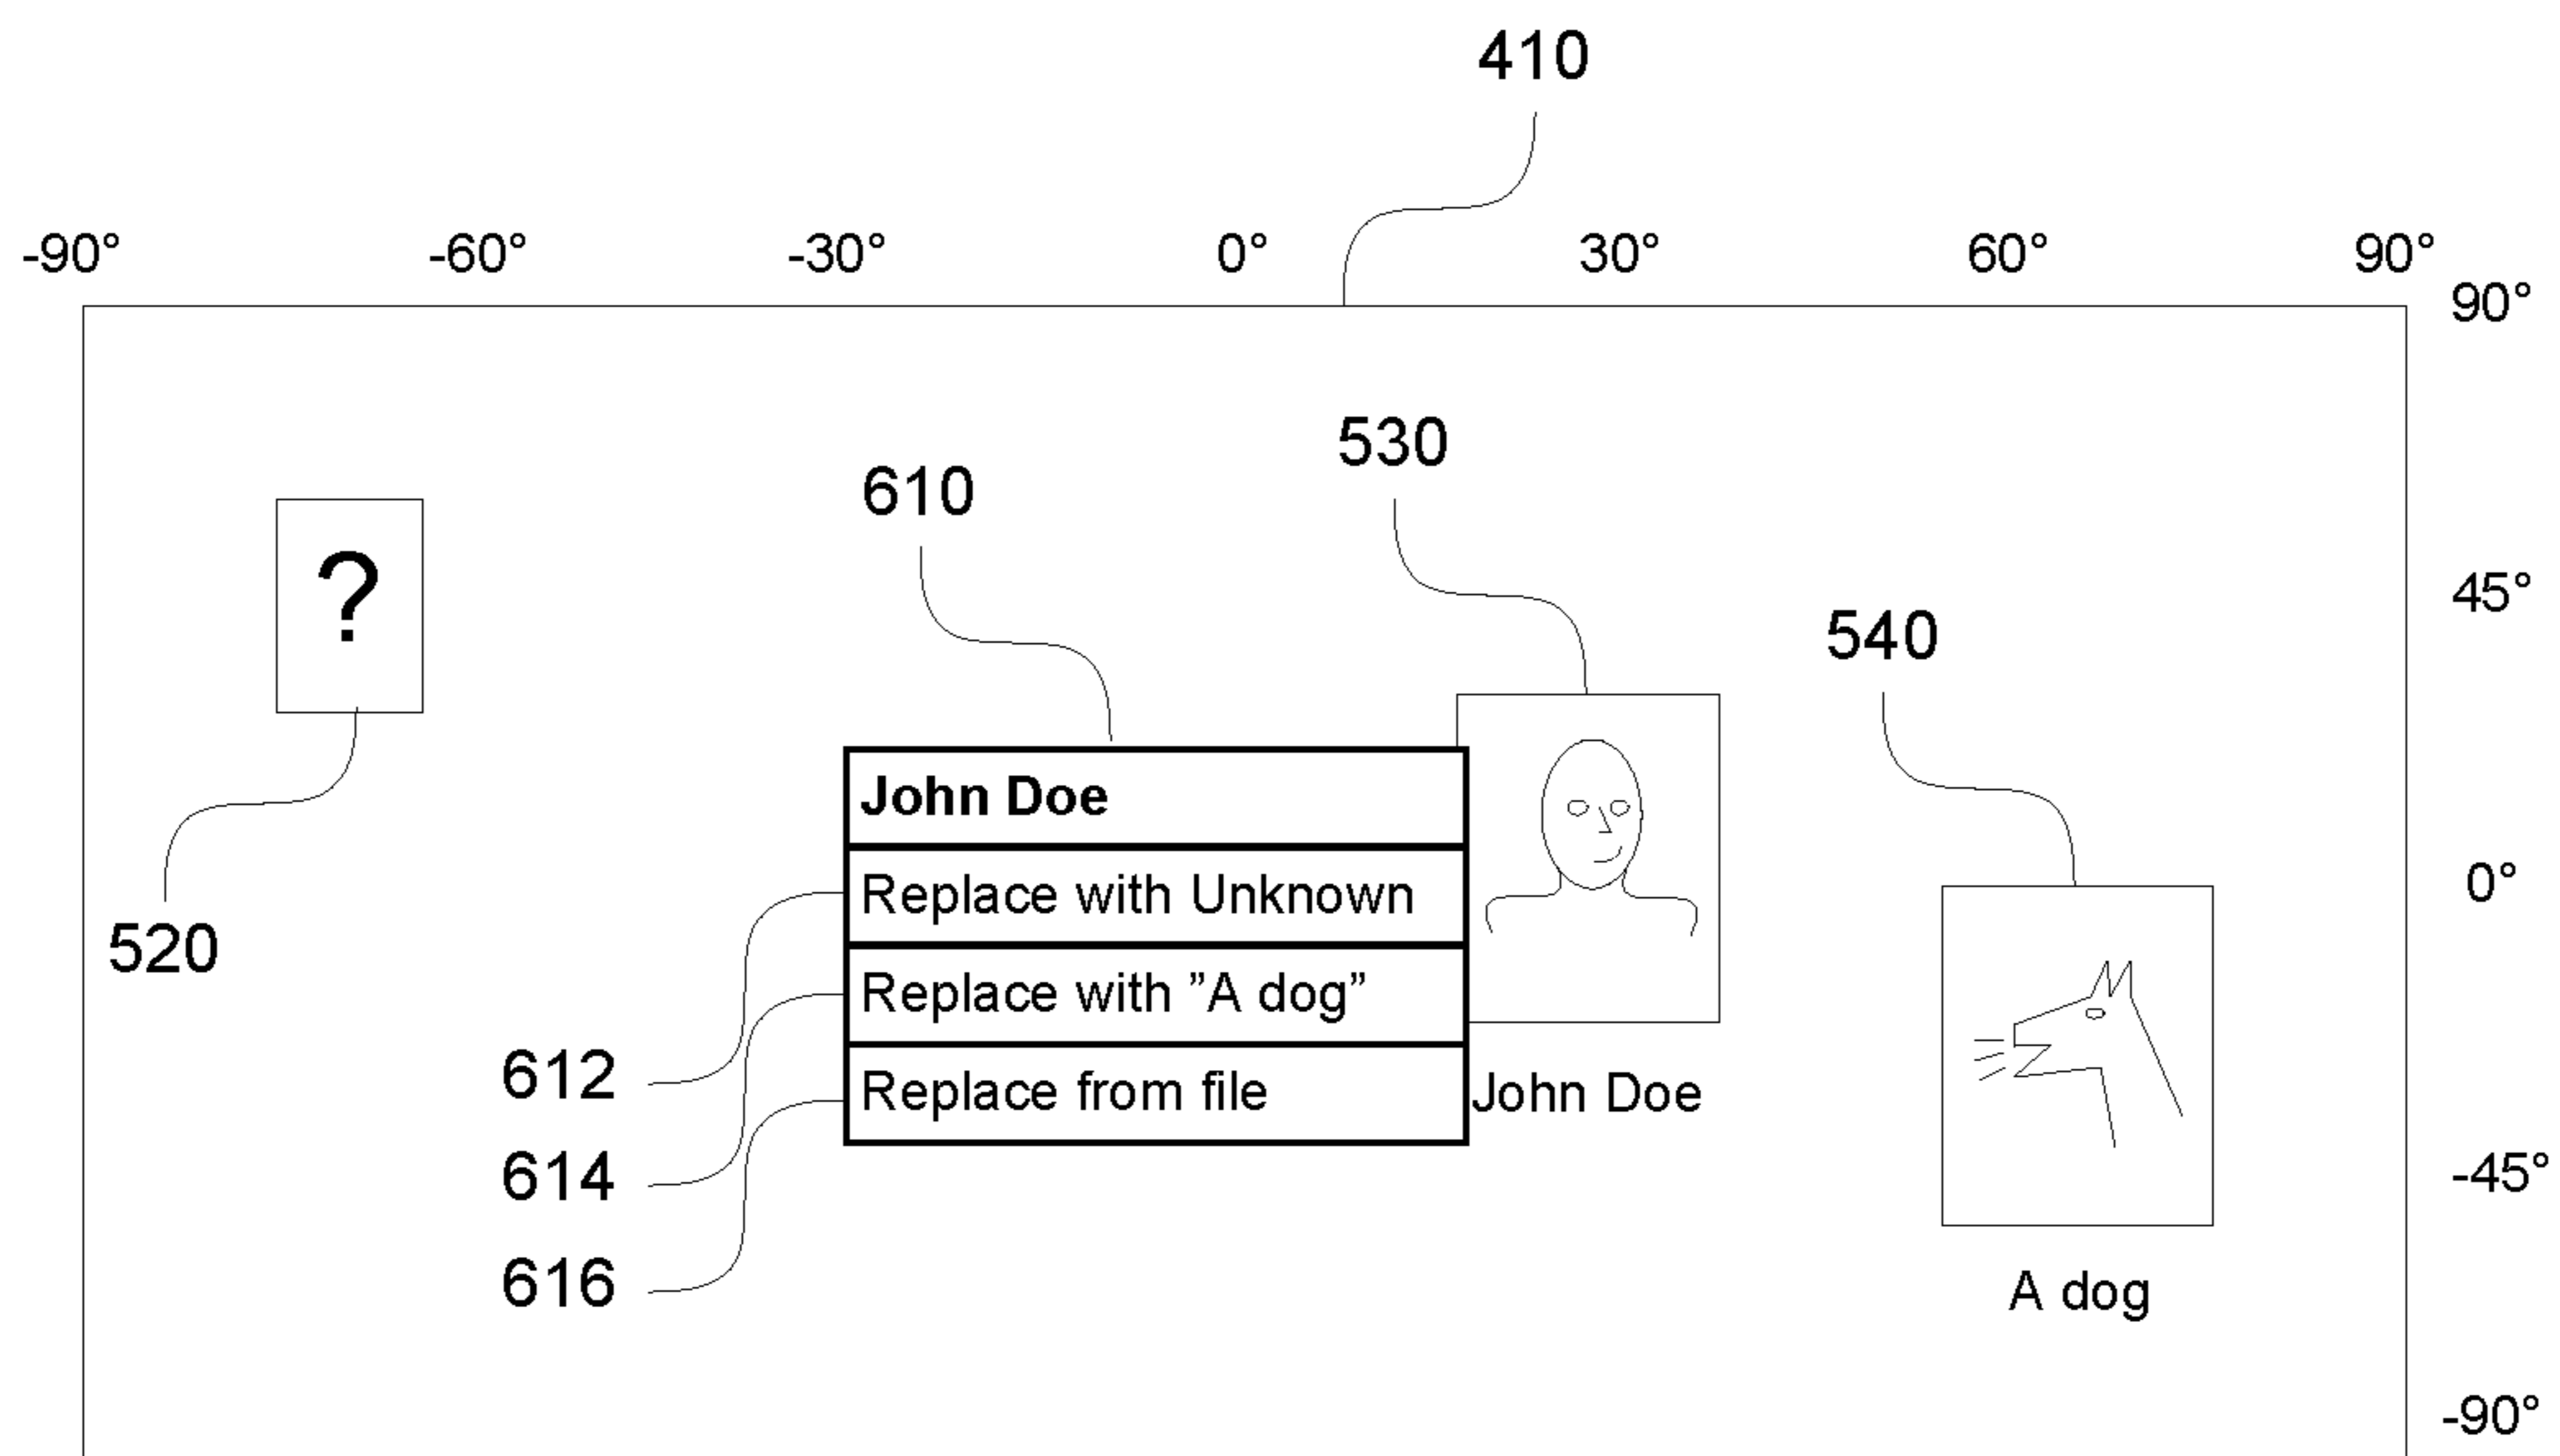 410
-90° -60° -30° 0° 30° 60° 90°
90°
530
610
?
45°
540
John Doe
Replace with Unknown
0°
520
Replace with ”A dog”
612
Replace from file
John Doe
614
-45°
616
A dog
-90°